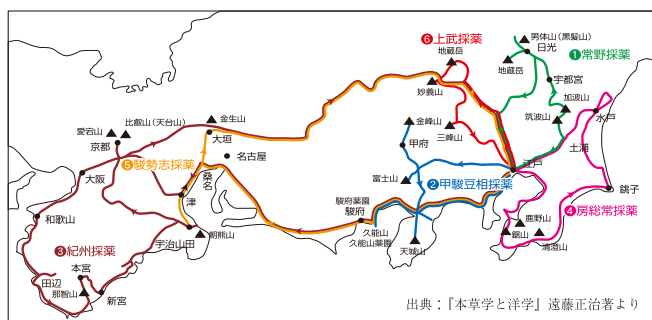 男体山（黒髪山）
日光
地蔵岳
❶常野採薬
宇都宮
加波山
筑波山
水戸
土浦
❻上武採薬
地蔵岳
妙義山
三峰山
江戸
銚子
❹房総常採薬
鹿野山
鋸山
清澄山
金峰山
甲府
富士山
❷甲駿豆相採薬
駿府薬園
駿府
久能山
久能山薬園
天城山
金生山
比叡山（天台山）
愛宕山
京都
大垣
名古屋
❺駿勢志採薬
桑名
大阪
津
和歌山
朝熊山
宇治山田
❸紀州採薬
本宮
田辺
那智山
新宮
出典：『本草学と洋学』遠藤正治著より